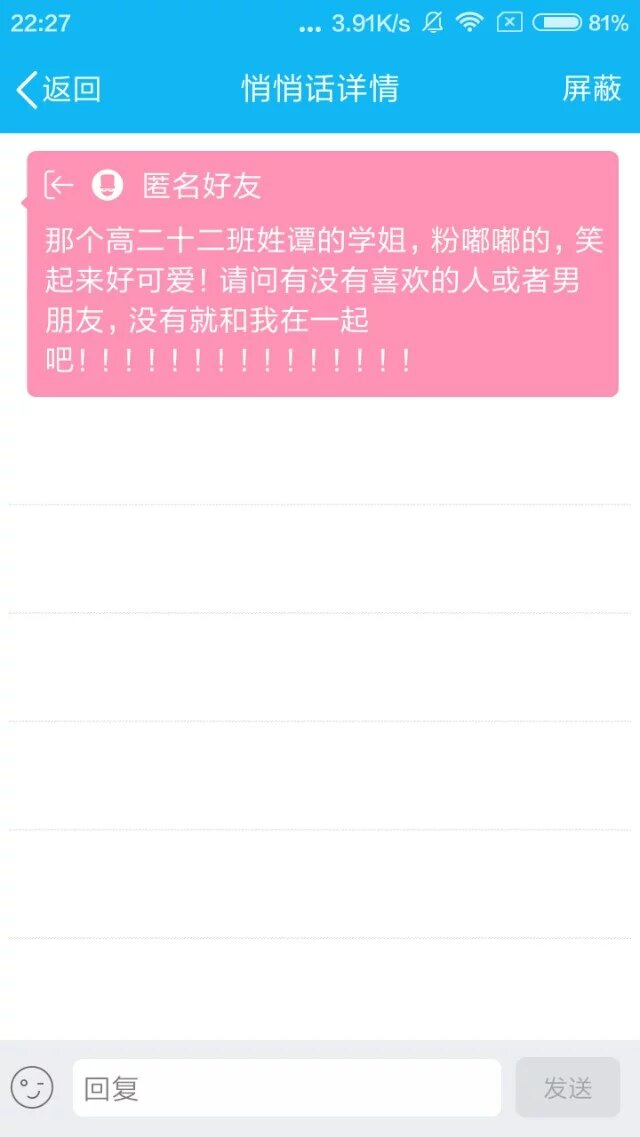 22:27 ... 3.91K/s 81%
返回 悄悄话详情 屏蔽
匿名好友
那个高二十二班姓谭的学姐，粉嘟嘟的，笑
起来好可爱！请问有没有喜欢的人或者男
朋友，没有就和我在一起
吧！！！！！！！！！！！！！！！
回复 发送